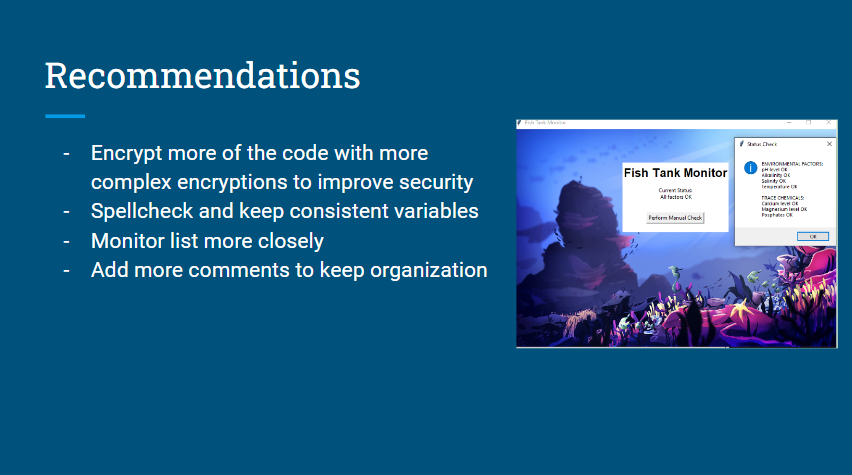 Recommendations
- Encrypt more of the code with more
complex encryptions to improve security
- Spellcheck and keep consistent variables
- Monitor list more closely
- Add more comments to keep organization
Fish Tank Monitor
Fish Tank Monitor
Current Status
All factors OK
Perform Manual Check
Status Check
ENVIRONMENTAL FACTORS:
pH level OK
Alkalinity OK
Salinity OK
Temperature OK
TRACE CHEMICALS:
Calcium level OK
Magnesium level OK
Posphates OK
OK